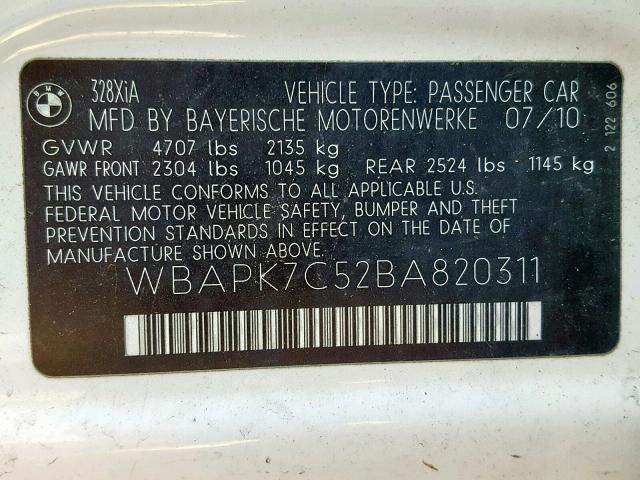 BMW
328XiA VEHICLE TYPE: PASSENGER CAR
MFD BY BAYERISCHE MOTORENWERKE 07/10
GVWR 4707 lbs 2135 kg
GAWR FRONT 2304 lbs 1045 kg REAR 2524 lbs 1145 kg
THIS VEHICLE CONFORMS TO ALL APPLICABLE U.S.
FEDERAL MOTOR VEHICLE SAFETY, BUMPER AND THEFT
PREVENTION STANDARDS IN EFFECT ON THE DATE OF
MANUFACTURE SHOWN ABOVE.
WBAPK7C52BA820311
2 122 606